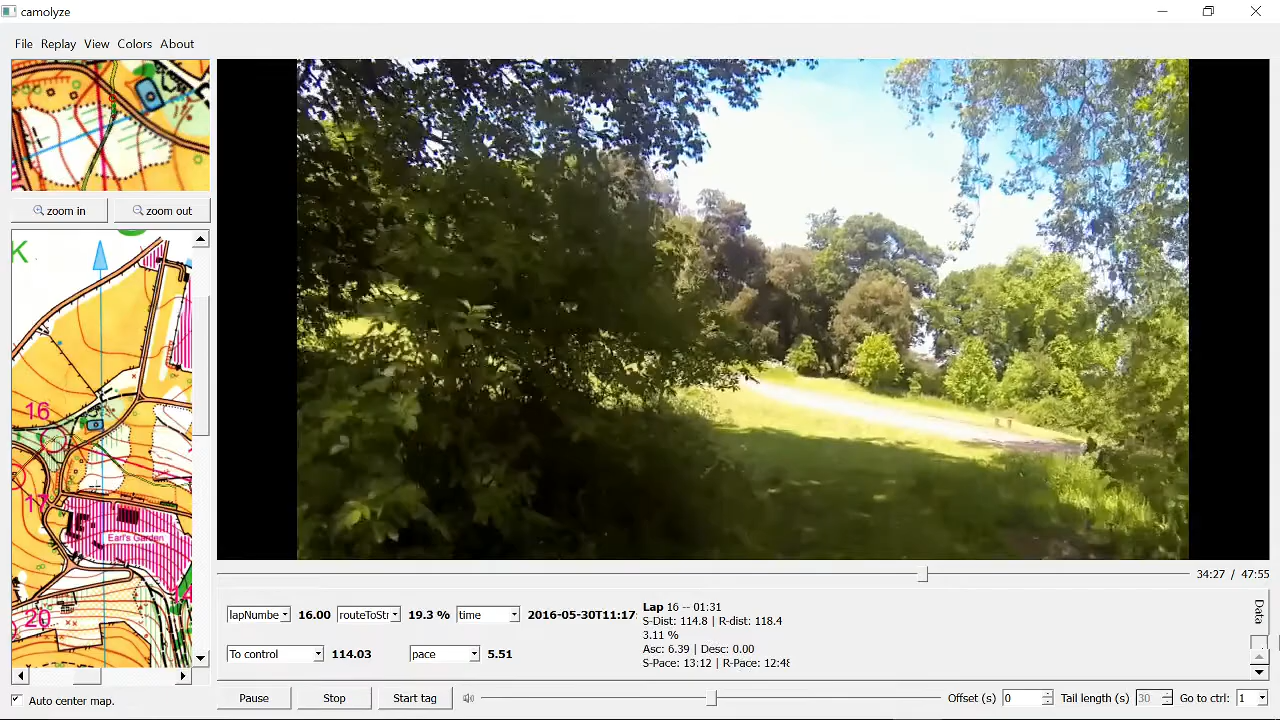 camolyze
File Replay View Colors About
zoom in zoom out
K
16
17
Earl's Garden
14
20
34:27 / 47:55
lapNumbe 16.00 routeToStr 19.3 % time 2016-05-30T11:17:
To control 114.03 pace 5.51
Lap 16 -- 01:31
S-Dist: 114.8 | R-dist: 118.4
3.11 %
Asc: 6.39 | Desc: 0.00
S-Pace: 13:12 | R-Pace: 12:48
Data
Auto center map.
Pause Stop Start tag Offset (s) 0 Tail length (s) 30 Go to ctrl: 1